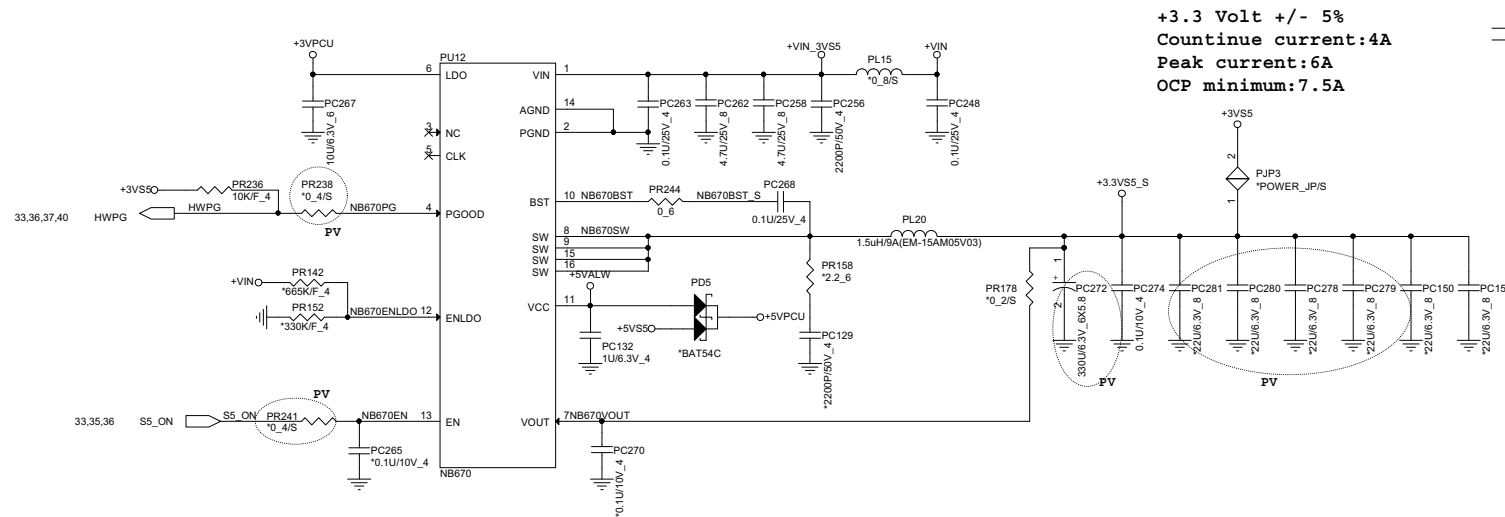 +3.3 Volt +/- 5%
Countinue current:4A
Peak current:6A
OCP minimum:7.5A
+3VPCU
PU12
+VIN_3VS5
+VIN
PL15
*0_8/S
6
LDO
VIN
1
PC267
10U/6.3V_6
AGND
14
PGND
2
PC263
0.1U/25V_4
PC262
4.7U/25V_8
PC258
4.7U/25V_8
PC256
2200P/50V_4
PC248
0.1U/25V_4
3
NC
5
CLK
+3VS5
2
PJP3
*POWER_JP/S
1
+3VS5
PR236
10K/F_4
PR238
*0_4/S
33,36,37,40
HWPG
HWPG
NB670PG
4
PGOOD
PV
BST
10
NB670BST
PR244
0_6
NB670BST_S
PC268
0.1U/25V_4
+3.3VS5_S
SW
8
NB670SW
SW
9
SW
15
SW
16
PL20
1.5uH/9A(EM-15AM05V03)
+VIN
PR142
*665K/F_4
PR152
*330K/F_4
NB670ENLDO
12
ENLDO
+5VALW
VCC
11
PD5
+5VPCU
+5VS5
*BAT54C
PC132
1U/6.3V_4
PR158
*2.2_6
PC129
*2200P/50V_4
PR178
*0_2/S
1
+
2
PC272
330U/6.3V_6X5.8
PV
PC274
0.1U/10V_4
PC281
*22U/6.3V_8
PC280
*22U/6.3V_8
PC278
*22U/6.3V_8
PC279
*22U/6.3V_8
PV
PC150
*22U/6.3V_8
PC15
*22U/6.3V_8
PV
33,35,36
S5_ON
S5_ON
PR241
*0_4/S
NB670EN
13
EN
PC265
*0.1U/10V_4
VOUT
7
NB670VOUT
PC270
*0.1U/10V_4
NB670